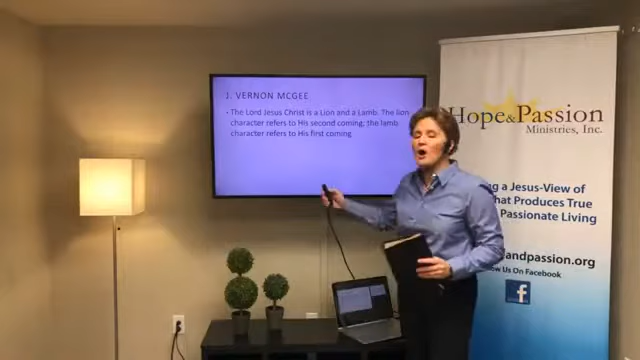 J. VERNON MCGEE
• The Lord Jesus Christ is a Lion and a Lamb. The lion
character refers to His second coming; the lamb
character refers to His first coming
Hope&Passion
Ministries, Inc.
a Jesus-View of
That Produces True
Passionate Living
andpassion.org
Us On Facebook
f